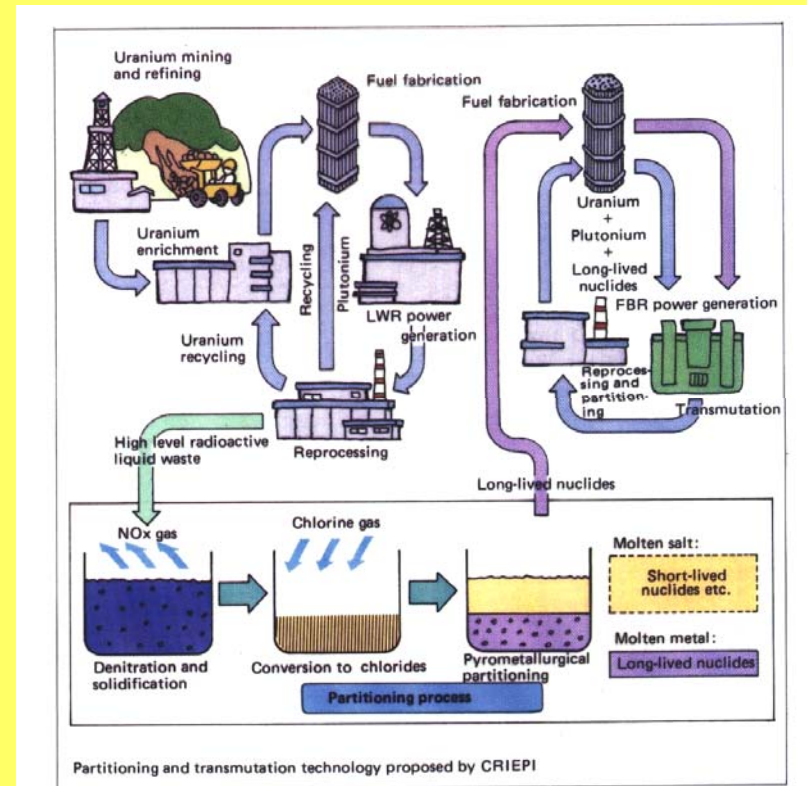 Uranium mining
and refining
Fuel fabrication
Fuel fabrication
Uranium
enrichment
Recycling
Plutonium
LWR power
generation
Uranium
recycling
Reprocessing
High level radioactive
liquid waste
Uranium
+
Plutonium
+
Long-lived
nuclides
FBR power generation
Reproces-
sing and
partition-
ing
Transmutation
Long-lived nuclides
NOx gas
Chlorine gas
Denitration and
solidification
Conversion to chlorides
Pyrometallurgical
partitioning
Molten salt:
Short-lived
nuclides etc.
Molten metal:
Long-lived nuclides
Partitioning process
Partitioning and transmutation technology proposed by CRIEPI